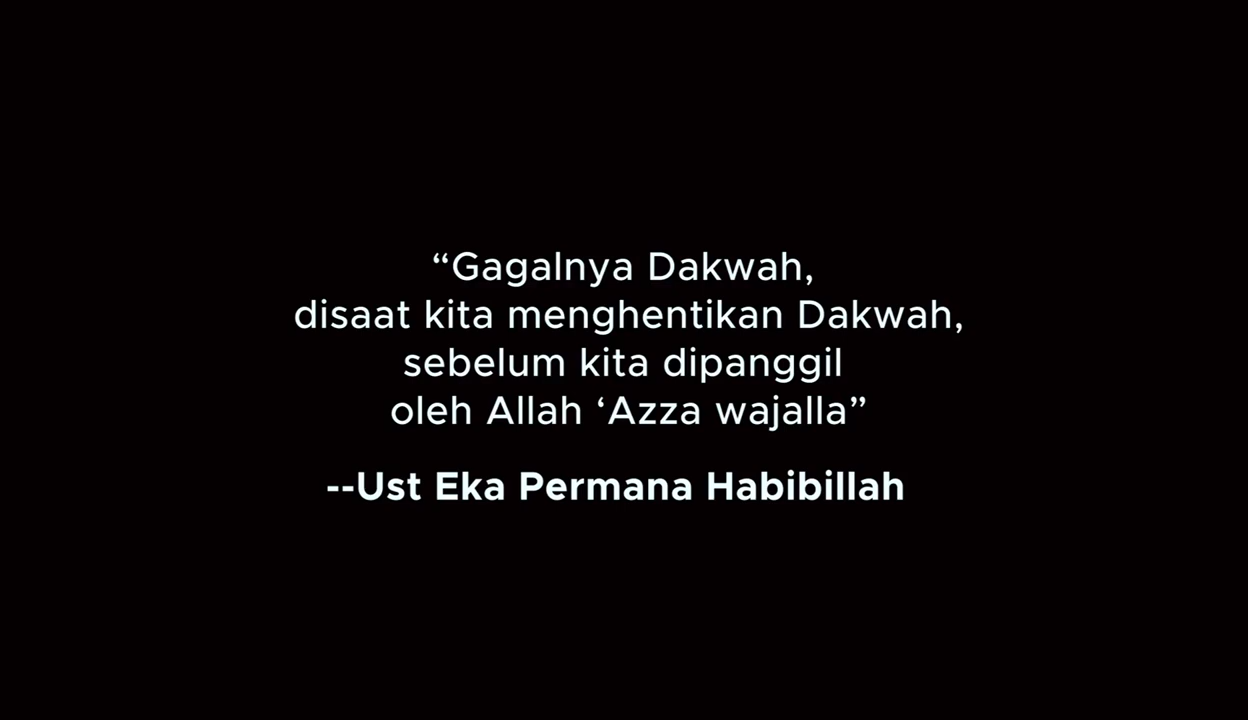 “Gagalnya Dakwah,
disaat kita menghentikan Dakwah,
sebelum kita dipanggil
oleh Allah ‘Azza wajalla”
--Ust Eka Permana Habibillah